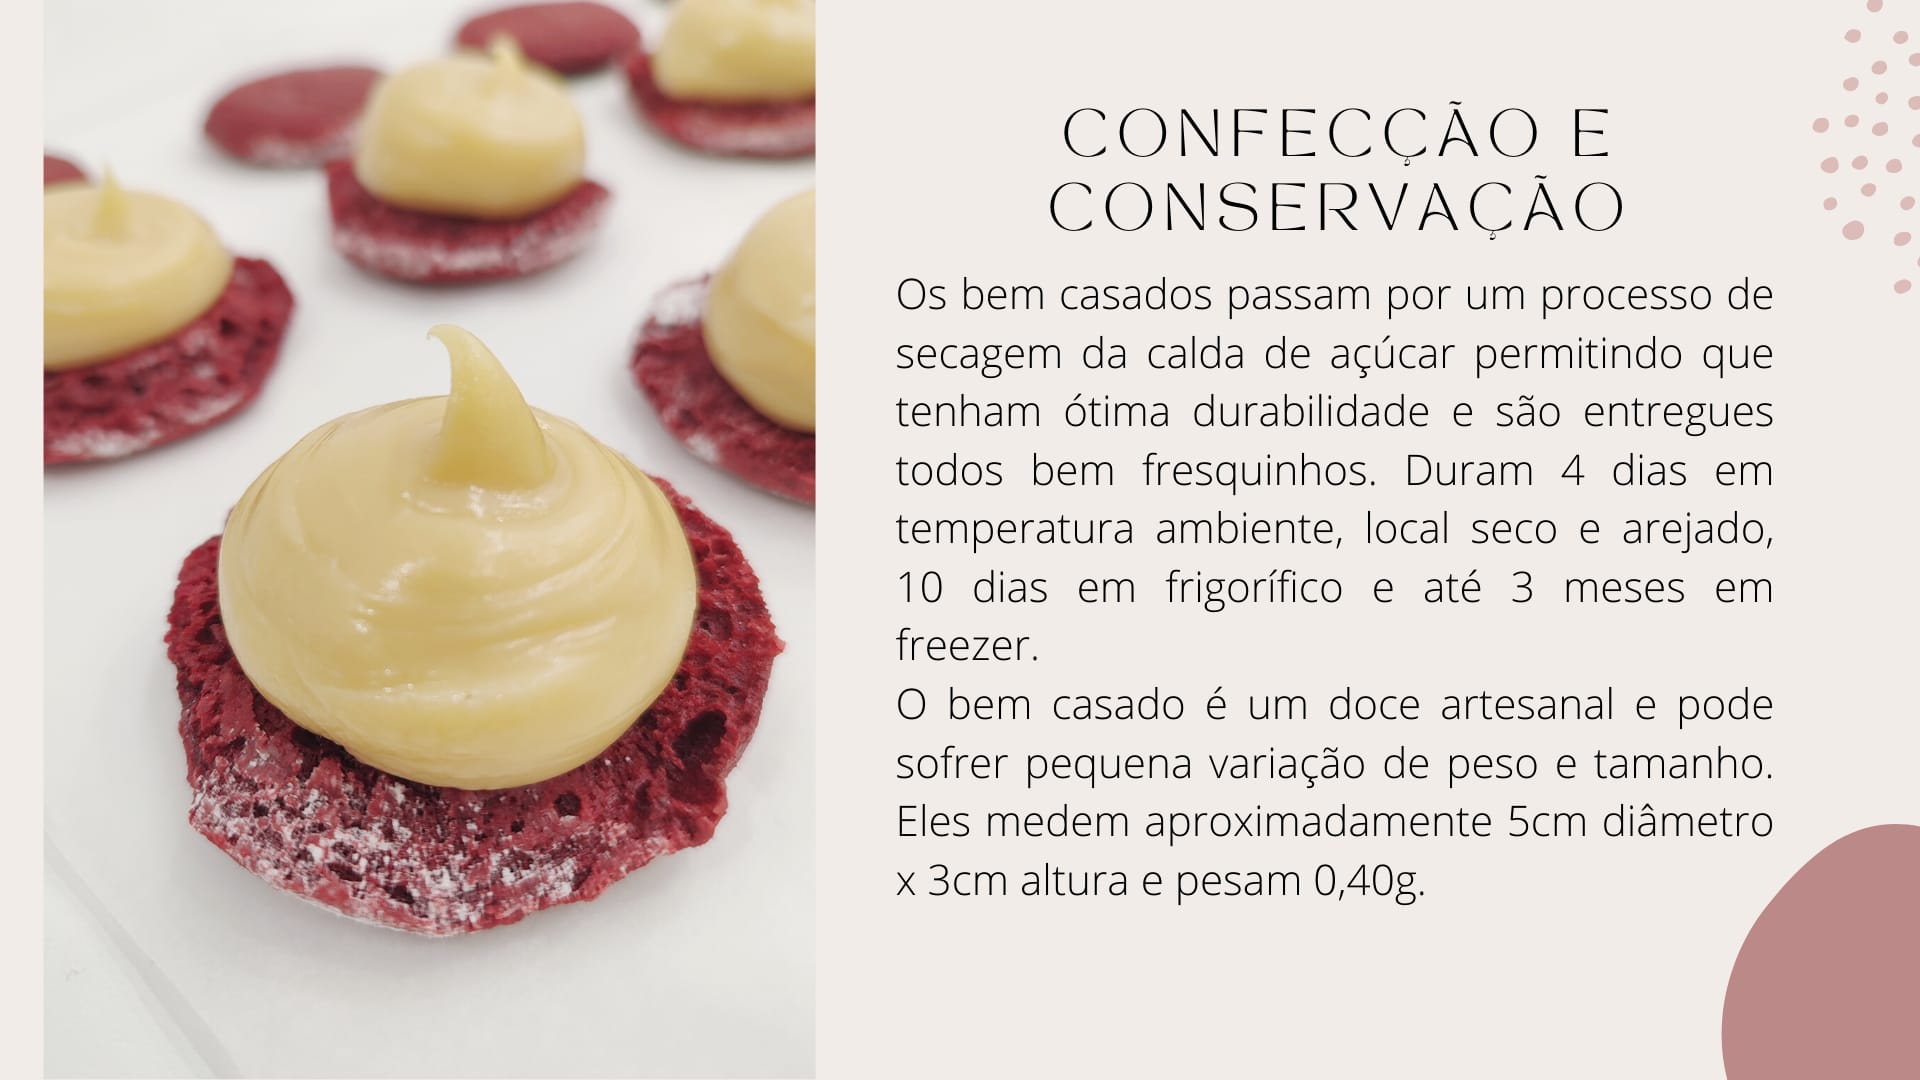 CONFECÇÃO E
CONSERVAÇÃO
Os bem casados passam por um processo de
secagem da calda de açúcar permitindo que
tenham ótima durabilidade e são entregues
todos bem fresquinhos. Duram 4 dias em
temperatura ambiente, local seco e arejado,
10 dias em frigorífico e até 3 meses em
freezer.
O bem casado é um doce artesanal e pode
sofrer pequena variação de peso e tamanho.
Eles medem aproximadamente 5cm diâmetro
x 3cm altura e pesam 0,40g.